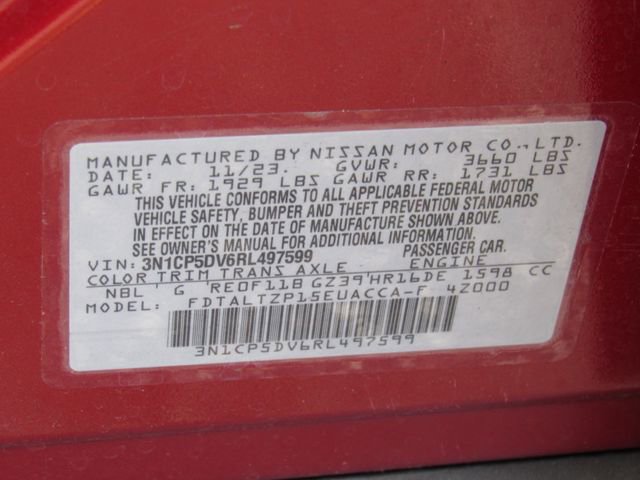 MANUFACTURED BY NISSAN MOTOR CO.,LTD.
DATE: 11/23. GVWR: 3660 LBS
GAWR FR: 1929 LBS GAWR RR: 1731 LBS
THIS VEHICLE CONFORMS TO ALL APPLICABLE FEDERAL MOTOR
VEHICLE SAFETY, BUMPER AND THEFT PREVENTION STANDARDS
IN EFFECT ON THE DATE OF MANUFACTURE SHOWN ABOVE.
SEE OWNER'S MANUAL FOR ADDITIONAL INFORMATION
VIN: 3N1CP5DV6RL497599 PASSENGER CAR.
COLOR TRIM TRANS AXLE ENGINE
NBL G RE0F11B GZ39 HR16DE 1598 CC
FDTALTZP15EUACCA-F 4Z000
3N1CP5DV6RL497599